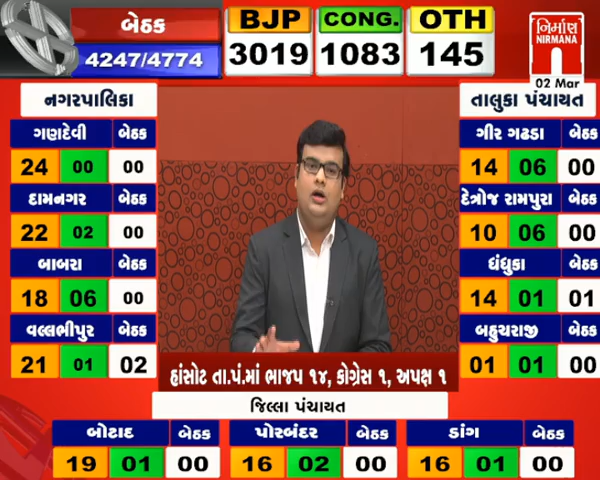 બેઠક
4247/4774
BJP
3019
CONG.
1083
OTH
145
નિર્માણ
NIRMANA
02 Mar
નગરપાલિકા
ગણદેવી બેઠક
24 00 00
દામનગર બેઠક
22 02 00
બાબરા બેઠક
18 06 00
વલ્લભીપુર બેઠક
21 01 02
તાલુકા પંચાયત
ગીર ગઢડા બેઠક
14 06 00
દેત્રોજ રામપુરા બેઠક
10 06 00
ધંધુકા બેઠક
14 01 01
બહુચરાજી બેઠક
01 01 00
હાંસોટ તા.પં.માં ભાજપ ૧૪, કોગ્રેસ ૧, અપક્ષ ૧
જિલ્લા પંચાયત
બોટાદ બેઠક
19 01 00
પોરબંદર બેઠક
16 02 00
ડાંગ બેઠક
16 01 00